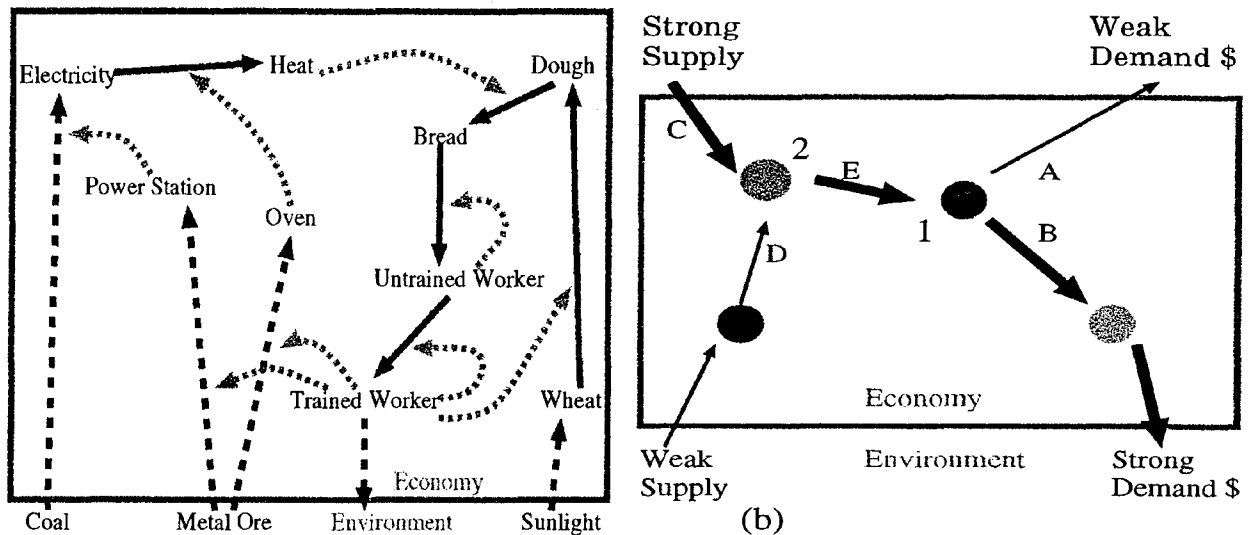 Electricity
Heat
Dough
Bread
Power Station
Oven
Untrained Worker
Trained Worker
Wheat
Economy
Coal
Metal Ore
Environment
Sunlight
Strong
Supply
Weak
Demand $
C
2
E
A
1
B
D
Economy
Weak
Supply
Environment
Strong
Demand $
(b)